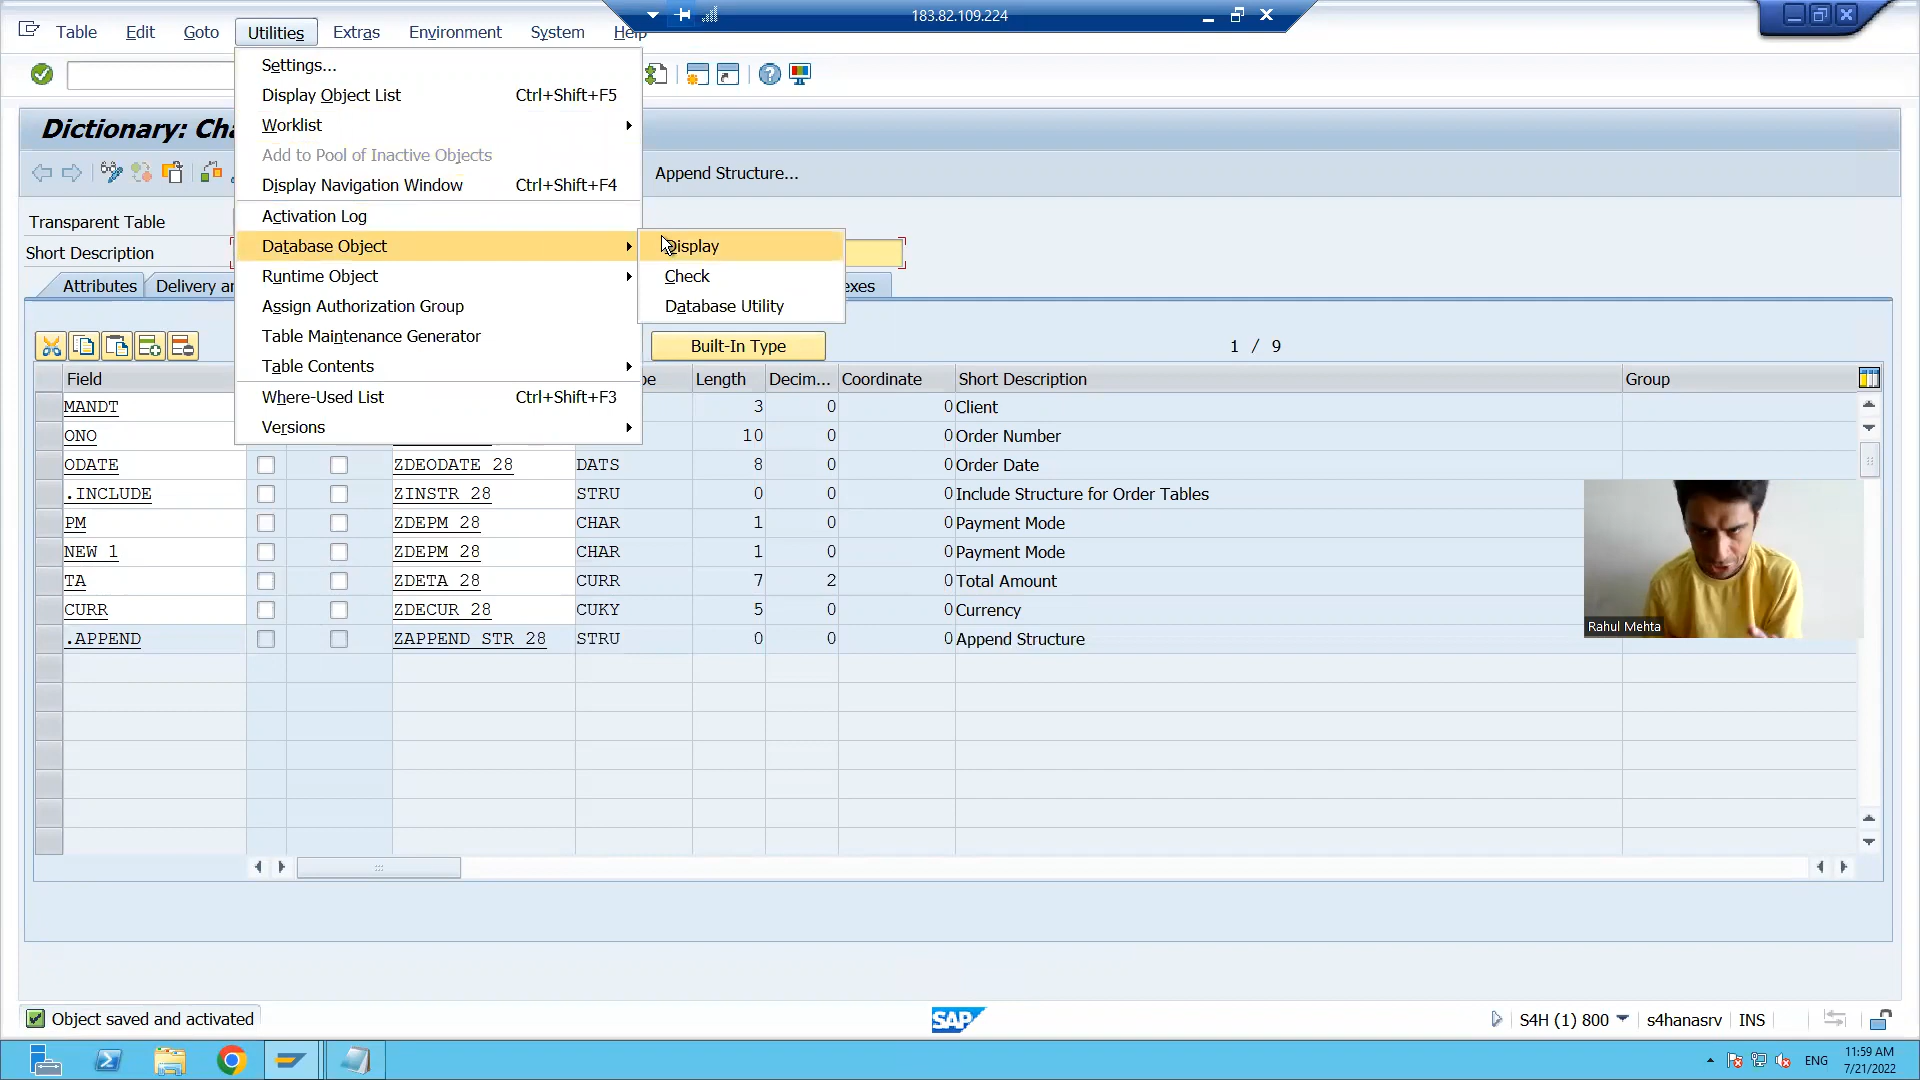 183.82.109.224
Table Edit Goto Utilities Extras Environment System Help
Settings...
Display Object List Ctrl+Shift+F5
Worklist
Dictionary: Cha
Add to Pool of Inactive Objects
Append Structure...
Display Navigation Window Ctrl+Shift+F4
Transparent Table
Activation Log
Short Description
Database Object
Display
Runtime Object
Check
Attributes Delivery an
exes
Assign Authorization Group
Database Utility
Table Maintenance Generator
Built-In Type
1 / 9
Table Contents
Field Length Decim... Coordinate Short Description Group
Where-Used List Ctrl+Shift+F3
Versions
MANDT 3 0 0 Client
ONO 10 0 0 Order Number
ODATE ZDEODATE_28 DATS 8 0 0 Order Date
.INCLUDE ZINSTR_28 STRU 0 0 0 Include Structure for Order Tables
PM ZDEPM_28 CHAR 1 0 0 Payment Mode
NEW_1 ZDEPM_28 CHAR 1 0 0 Payment Mode
TA ZDETA_28 CURR 7 2 0 Total Amount
CURR ZDECUR_28 CUKY 5 0 0 Currency
.APPEND ZAPPEND_STR_28 STRU 0 0 0 Append Structure
Rahul Mehta
Object saved and activated
SAP
S4H (1) 800 s4hanasrv INS
ENG
11:59 AM
7/21/2022